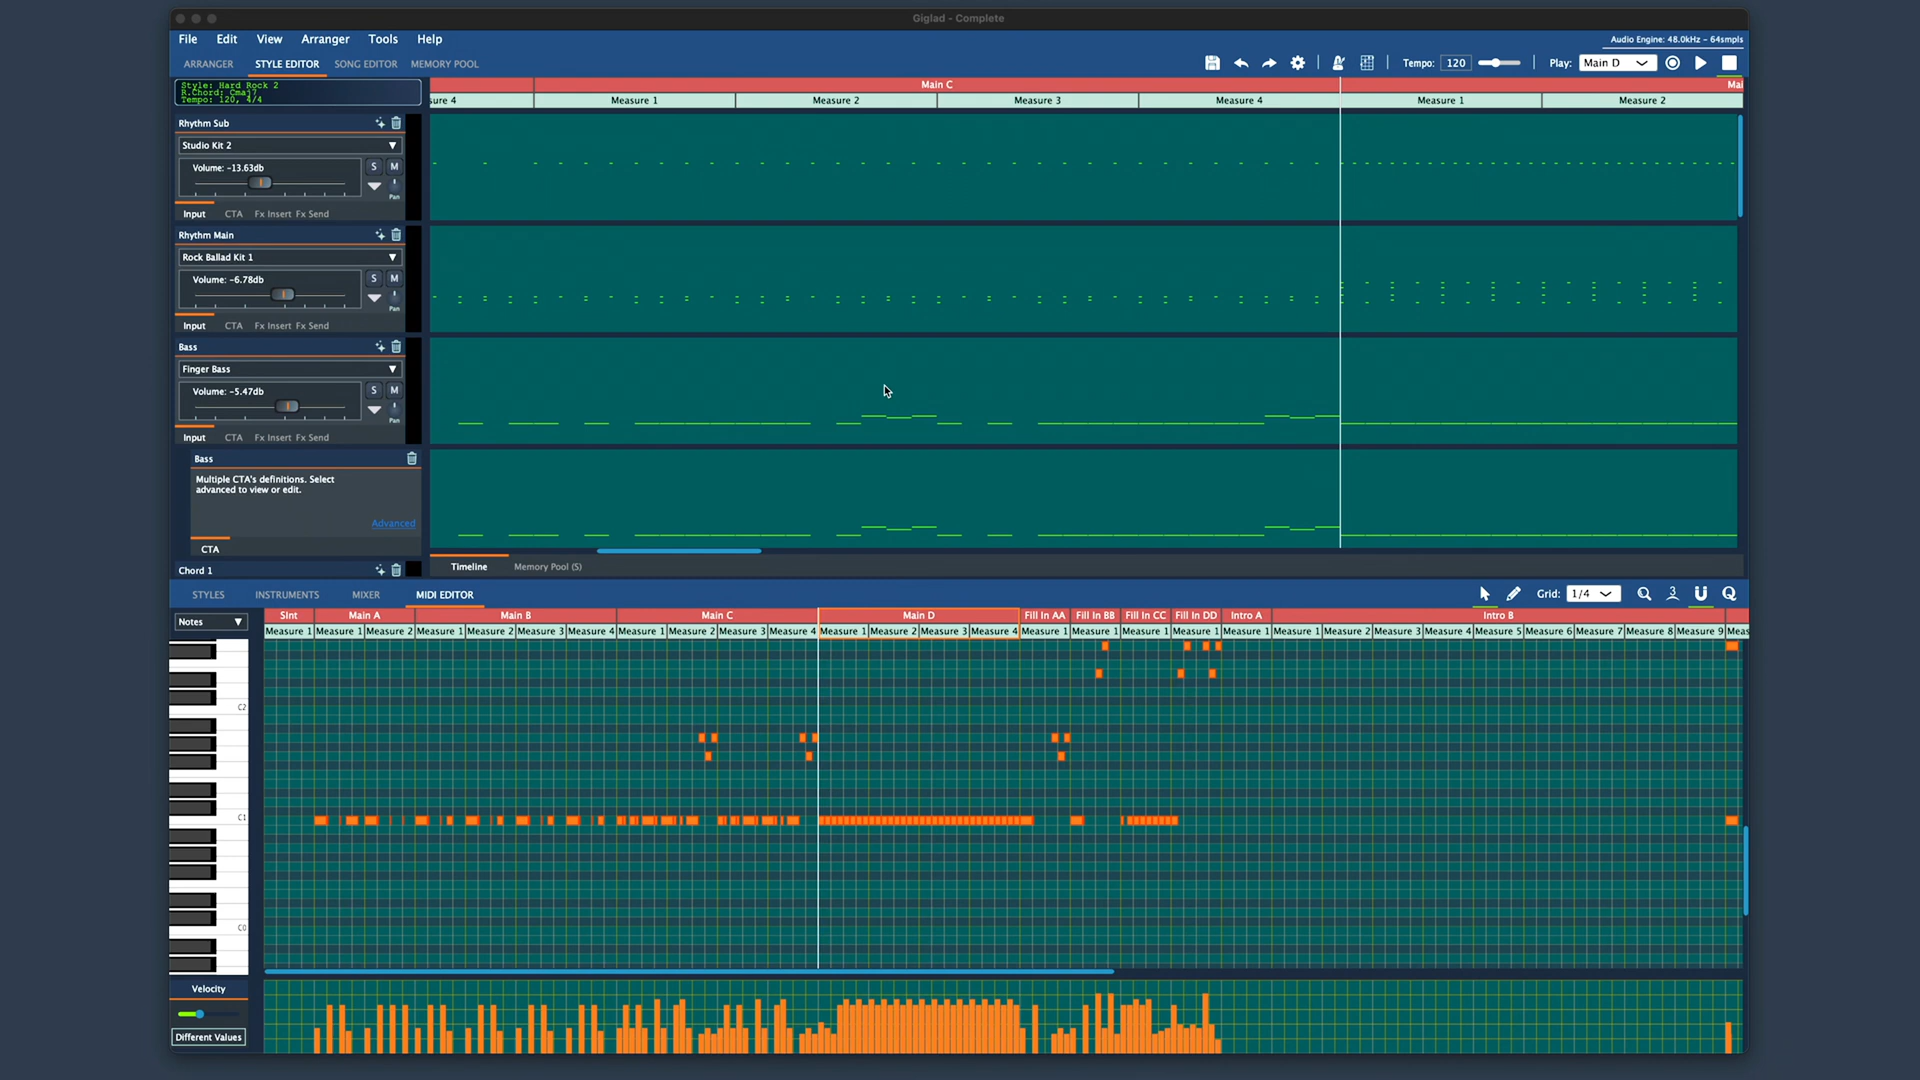 Giglad - Complete
File Edit View Arranger Tools Help
Audio Engine: 48.0kHz - 64smpls
ARRANGER STYLE EDITOR SONG EDITOR MEMORY POOL
Tempo: 120 Play: Main D
Style: Hard Rock 2
R.Chord: Cmaj7
Tempo: 120, 4/4
Main C Mai
sure 4 Measure 1 Measure 2 Measure 3 Measure 4 Measure 1 Measure 2
Rhythm Sub
Studio Kit 2
Volume: -13.63db S M
Pan
Input CTA Fx Insert Fx Send
Rhythm Main
Rock Ballad Kit 1
Volume: -6.78db S M
Pan
Input CTA Fx Insert Fx Send
Bass
Finger Bass
Volume: -5.47db S M
Pan
Input CTA Fx Insert Fx Send
Bass
Multiple CTA's definitions. Select
advanced to view or edit.
Advanced
CTA
Chord 1
Timeline Memory Pool (S)
STYLES INSTRUMENTS MIXER MIDI EDITOR
Grid: 1/4
Notes
SInt Main A Main B Main C Main D Fill In AA Fill In BB Fill In CC Fill In DD Intro A Intro B
Measure 1 Measure 1 Measure 2 Measure 1 Measure 2 Measure 3 Measure 4 Measure 1 Measure 2 Measure 3 Measure 4 Measure 1 Measure 2 Measure 3 Measure 4 Measure 1 Measure 1 Measure 1 Measure 1 Measure 1 Measure 1 Measure 2 Measure 3 Measure 4 Measure 5 Measure 6 Measure 7 Measure 8 Measure 9 Meas
C2
C1
C0
Velocity
Different Values